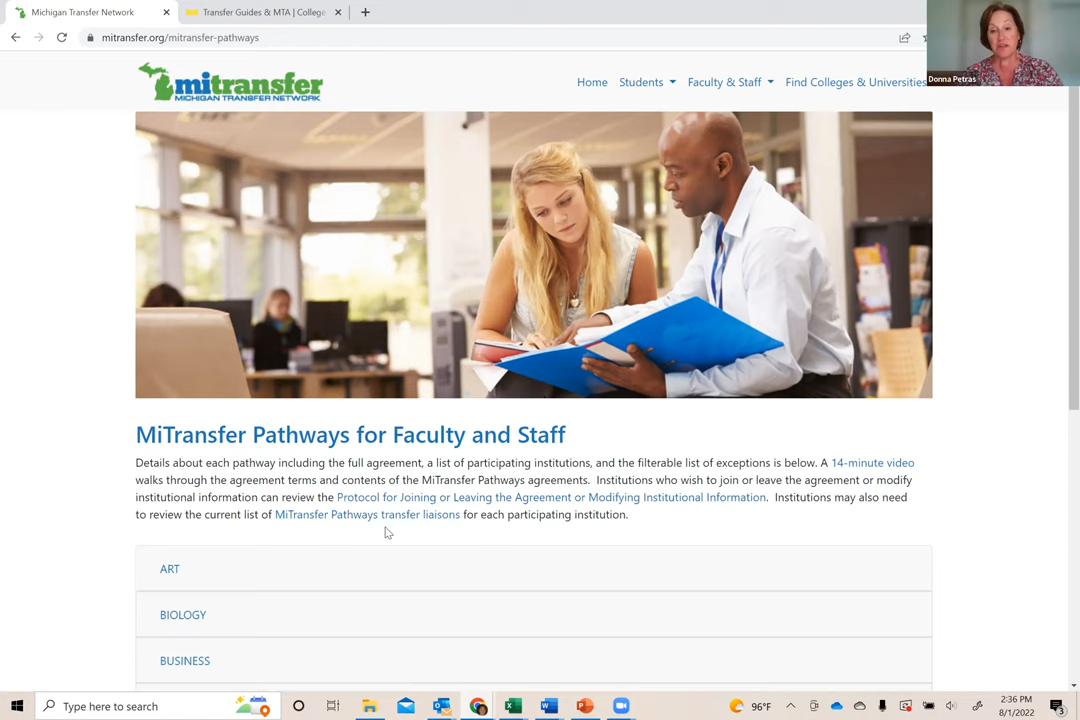 Michigan Transfer Network
Transfer Guides & MTA | College
mitransfer.org/mitransfer-pathways
Donna Petras
mitransfer
MICHIGAN TRANSFER NETWORK
Home Students Faculty & Staff Find Colleges & Universities
MiTransfer Pathways for Faculty and Staff
Details about each pathway including the full agreement, a list of participating institutions, and the filterable list of exceptions is below. A 14-minute video
walks through the agreement terms and contents of the MiTransfer Pathways agreements. Institutions who wish to join or leave the agreement or modify
institutional information can review the Protocol for Joining or Leaving the Agreement or Modifying Institutional Information. Institutions may also need
to review the current list of MiTransfer Pathways transfer liaisons for each participating institution.
ART
BIOLOGY
BUSINESS
Type here to search
96°F
2:36 PM
8/1/2022
3